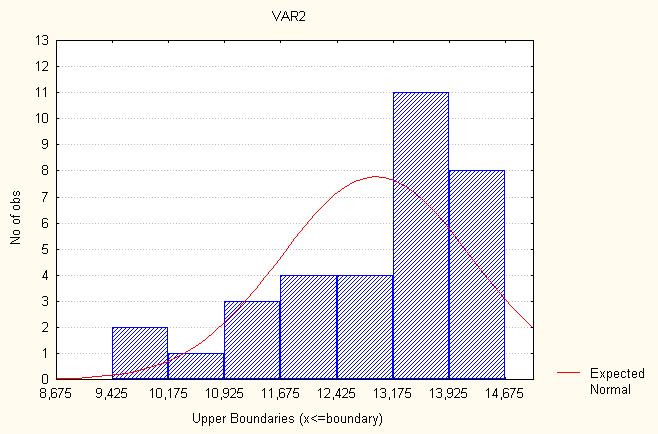 VAR2
13
12
11
10
9
8
7
6
5
4
3
2
1
0
No of obs
8,675 9,425 10,175 10,925 11,675 12,425 13,175 13,925 14,675
Upper Boundaries (x<=boundary)
Expected
Normal